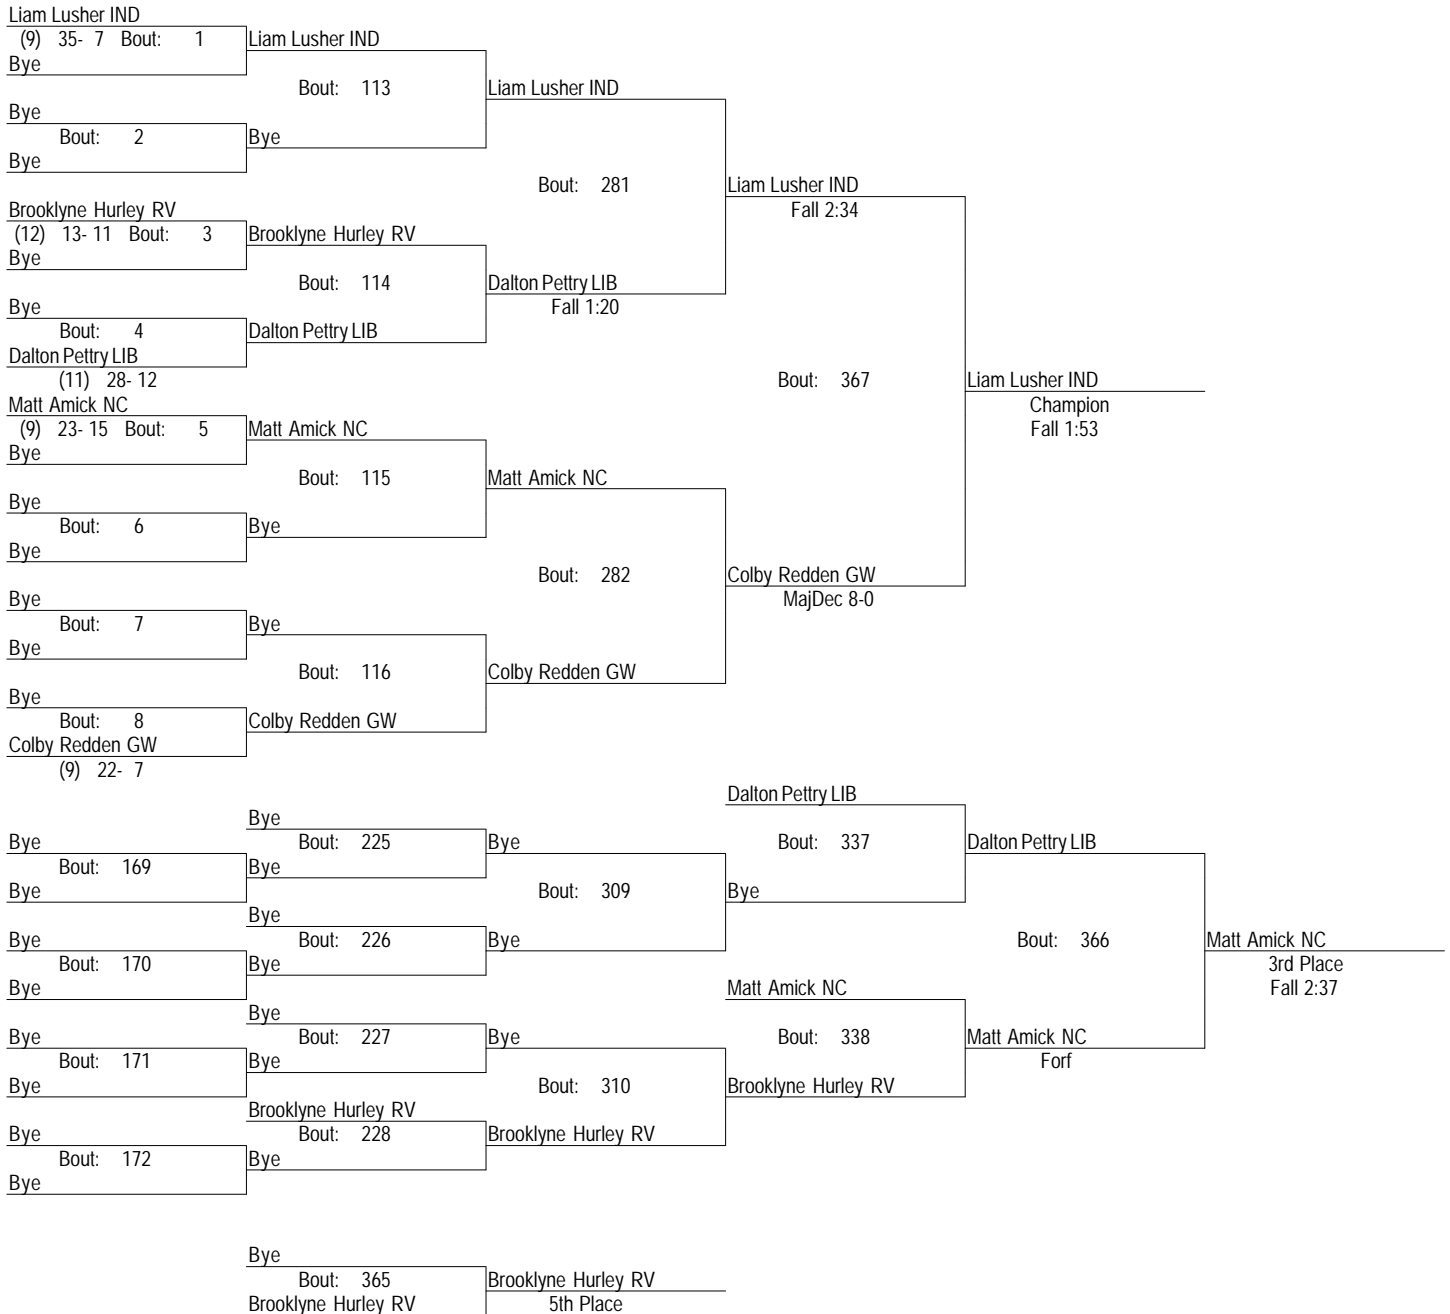 Liam Lusher IND
(9) 35- 7 Bout: 1
Liam Lusher IND
Bye
Bout: 113
Liam Lusher IND
Bye
Bout: 2
Bye
Bye
Bout: 281
Liam Lusher IND
Fall 2:34
Brooklyne Hurley RV
(12) 13- 11 Bout: 3
Brooklyne Hurley RV
Bye
Bout: 114
Dalton Pettry LIB
Fall 1:20
Bye
Bout: 4
Dalton Pettry LIB
Dalton Pettry LIB
(11) 28- 12
Bout: 367
Liam Lusher IND
Champion
Fall 1:53
Matt Amick NC
(9) 23- 15 Bout: 5
Matt Amick NC
Bye
Bout: 115
Matt Amick NC
Bye
Bout: 6
Bye
Bye
Bout: 282
Colby Redden GW
MajDec 8-0
Bye
Bout: 7
Bye
Bye
Bout: 116
Colby Redden GW
Bye
Bout: 8
Colby Redden GW
Colby Redden GW
(9) 22- 7
Dalton Pettry LIB
Bye
Bye
Bout: 225
Bye
Bout: 337
Dalton Pettry LIB
Bout: 169
Bye
Bye
Bout: 309
Bye
Bye
Bye
Bout: 226
Bye
Bout: 366
Matt Amick NC
3rd Place
Fall 2:37
Bout: 170
Bye
Bye
Matt Amick NC
Bye
Bye
Bout: 227
Bye
Bout: 338
Matt Amick NC
Forf
Bout: 171
Bye
Bye
Bout: 310
Brooklyne Hurley RV
Brooklyne Hurley RV
Bye
Bout: 228
Brooklyne Hurley RV
Bout: 172
Bye
Bye
Bye
Bout: 365
Brooklyne Hurley RV
Brooklyne Hurley RV
5th Place